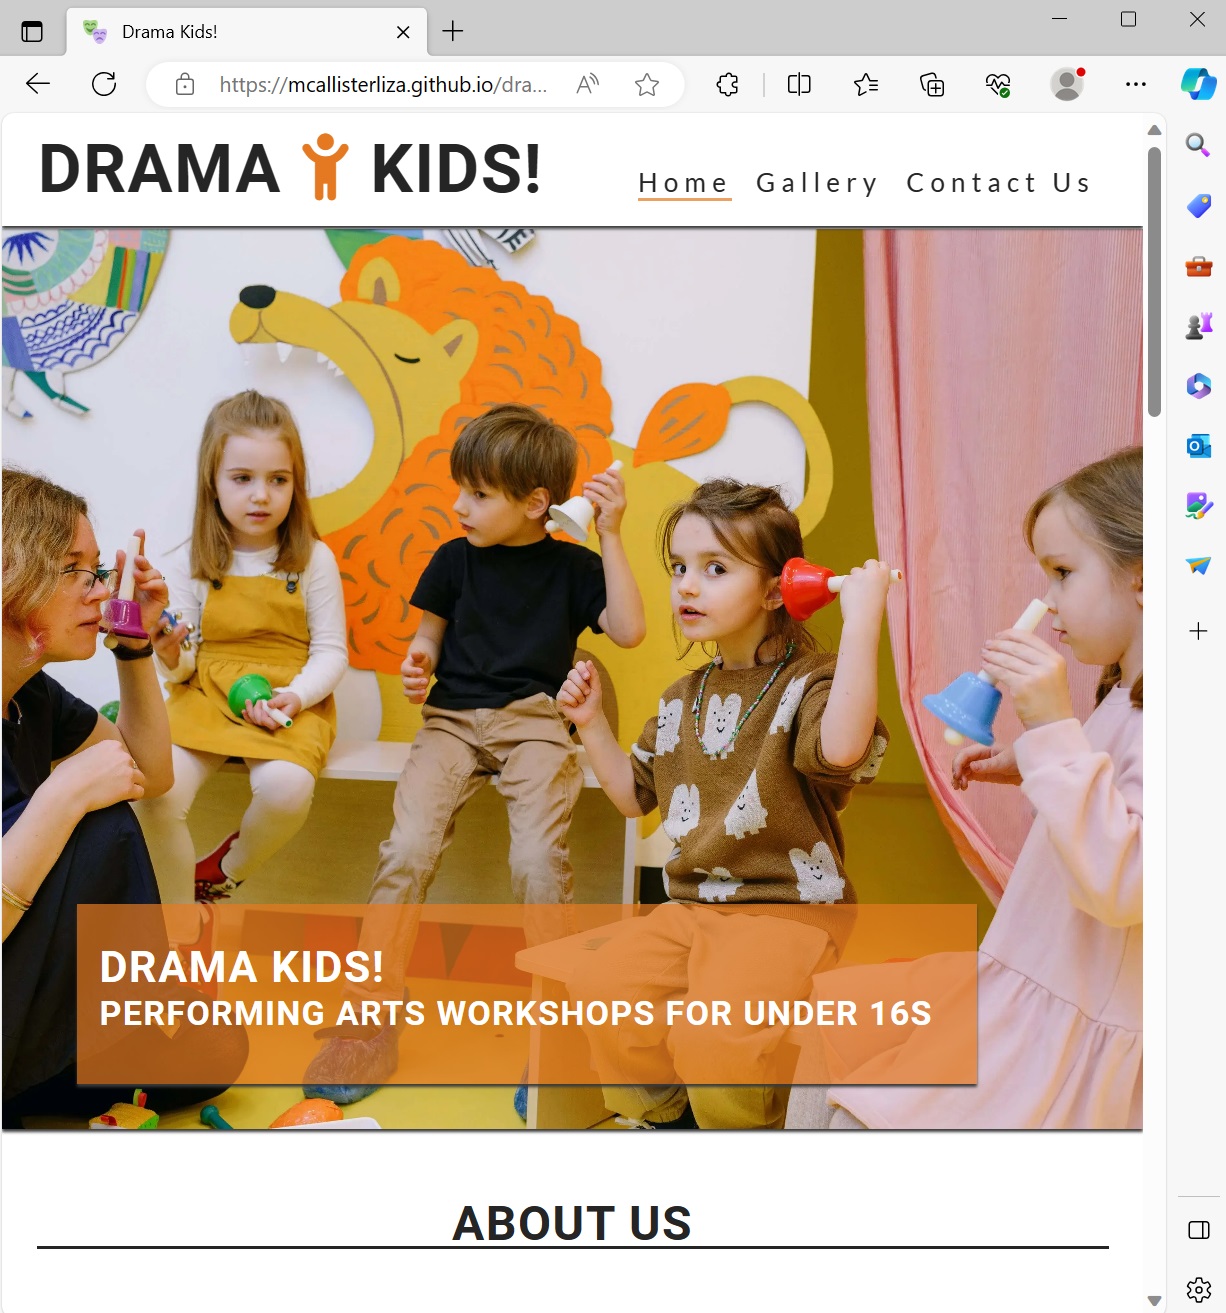 Drama Kids!
https://mcallisterliza.github.io/dra...
DRAMA KIDS!
Home Gallery Contact Us
DRAMA KIDS!
PERFORMING ARTS WORKSHOPS FOR UNDER 16S
ABOUT US